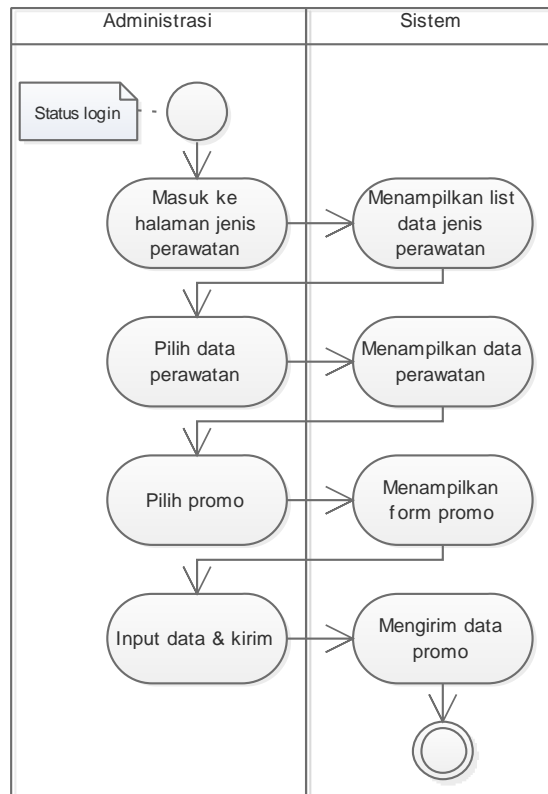 Administrasi
Sistem
Status login
Masuk ke
halaman jenis
perawatan
Menampilkan list
data jenis
perawatan
Pilih data
perawatan
Menampilkan data
perawatan
Pilih promo
Menampilkan
form promo
Input data & kirim
Mengirim data
promo